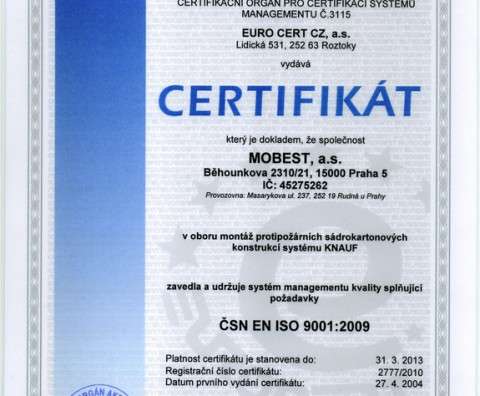 CERTIFIKAČNÍ ORGÁN PRO CERTIFIKACI SYSTÉMŮ
MANAGEMENTU Č.3115
EURO CERT CZ, a.s.
Lidická 531, 252 63 Roztoky
vydává
CERTIFIKÁT
který je dokladem, že společnost
MOBEST, a.s.
Běhounkova 2310/21, 15000 Praha 5
IČ: 45275262
Provozovna: Masarykova ul. 237, 252 19 Rudná u Prahy
v oboru montáž protipožárních sádrokartonových
konstrukcí systému KNAUF
zavedla a udržuje systém managementu kvality splňující
požadavky
ČSN EN ISO 9001:2009
Platnost certifikátu je stanovena do: 31. 3. 2013
Registrační číslo certifikátu: 2777/2010
Datum prvního vydání certifikátu: 27. 4. 2004